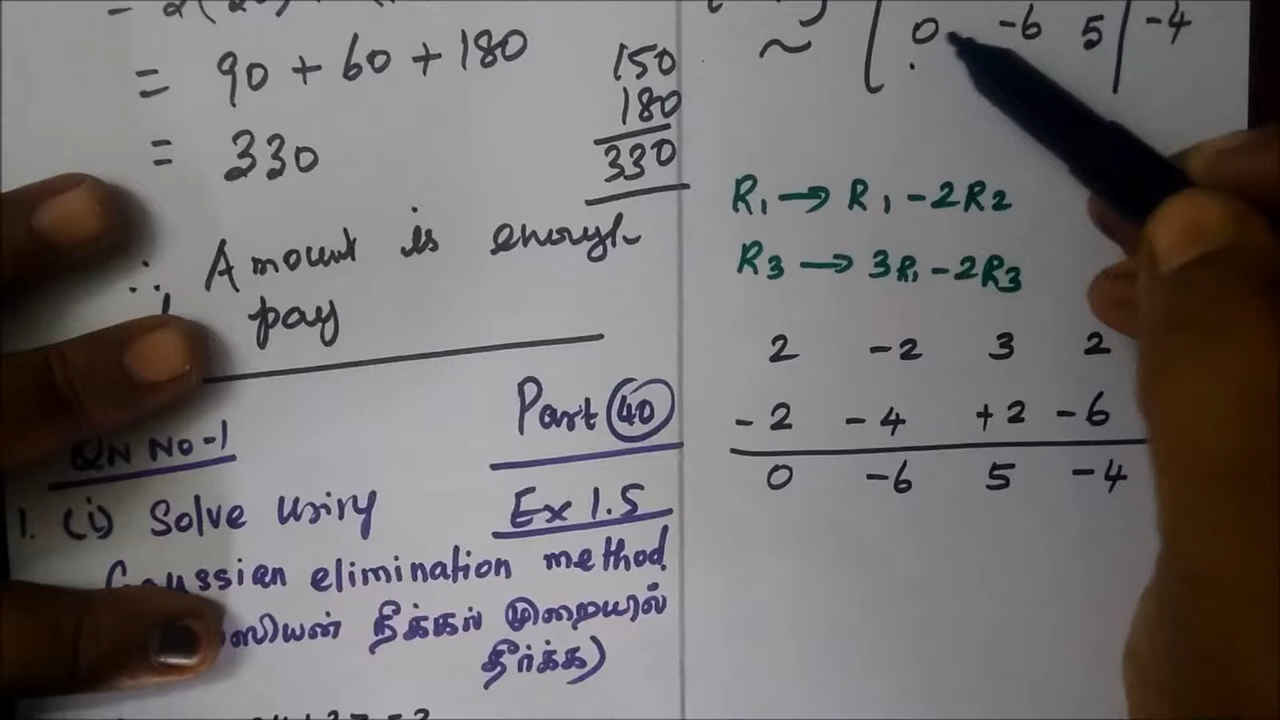 = 90 + 60 + 180
= 330
150
180
330
∴ Amount is enough
pay
QN No-1
Part 40
1. (i) Solve using
Ex 1.5
Gaussian elimination method
நீக்கல் முறையால்
தீர்க்க)
~ 0 -6 5 | -4
R1 → R1 - 2R2
R3 → 3R1 - 2R3
2 -2 3 2
-2 -4 +2 -6
0 -6 5 -4